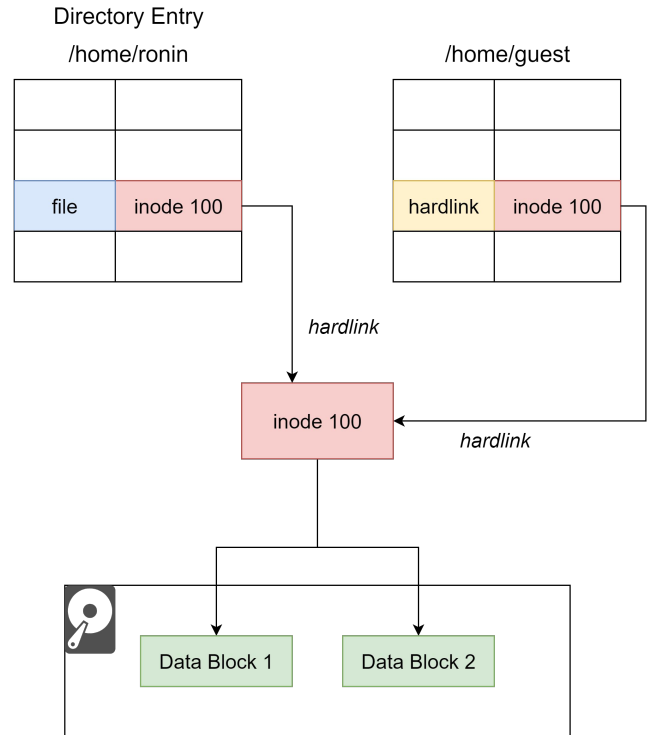 Directory Entry
/home/ronin
/home/guest
file
inode 100
hardlink
inode 100
hardlink
inode 100
hardlink
Data Block 1
Data Block 2